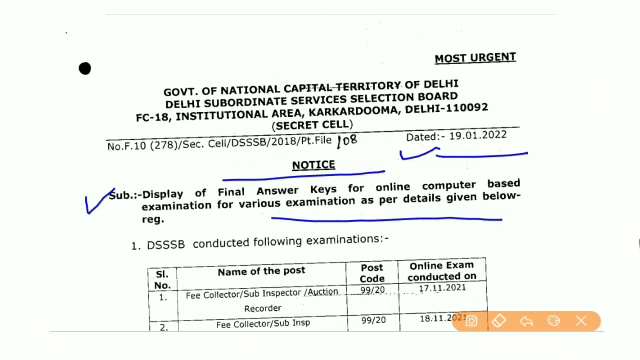 MOST URGENT
GOVT. OF NATIONAL CAPITAL TERRITORY OF DELHI
DELHI SUBORDINATE SERVICES SELECTION BOARD
FC-18, INSTITUTIONAL AREA, KARKARDOOMA, DELHI-110092
(SECRET CELL)
No.F.10 (278)/Sec. Cell/DSSSB/2018/Pt.File 108 Dated:- 19.01.2022
NOTICE
Sub.:-Display of Final Answer Keys for online computer based
examination for various examination as per details given below-
reg.
1. DSSSB conducted following examinations:-
Sl. No. Name of the post Post Code Online Exam conducted on
1. Fee Collector/Sub Inspector /Auction Recorder 99/20 17.11.2021
2. Fee Collector/Sub Insp 99/20 18.11.2021